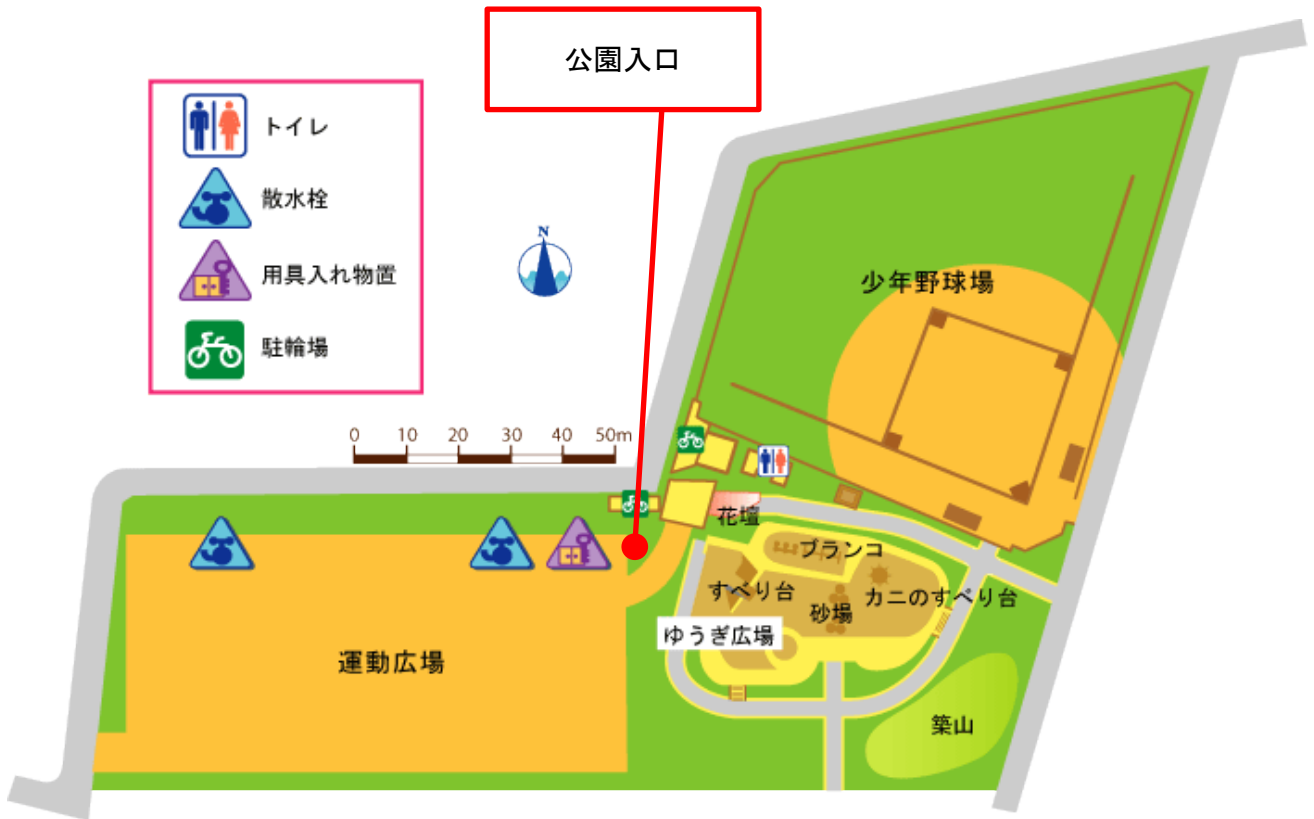 公園入口
トイレ
散水栓
用具入れ物置
駐輪場
N
少年野球場
0 10 20 30 40 50m
花壇
ブランコ
すべり台
カニのすべり台
砂場
ゆうぎ広場
運動広場
築山